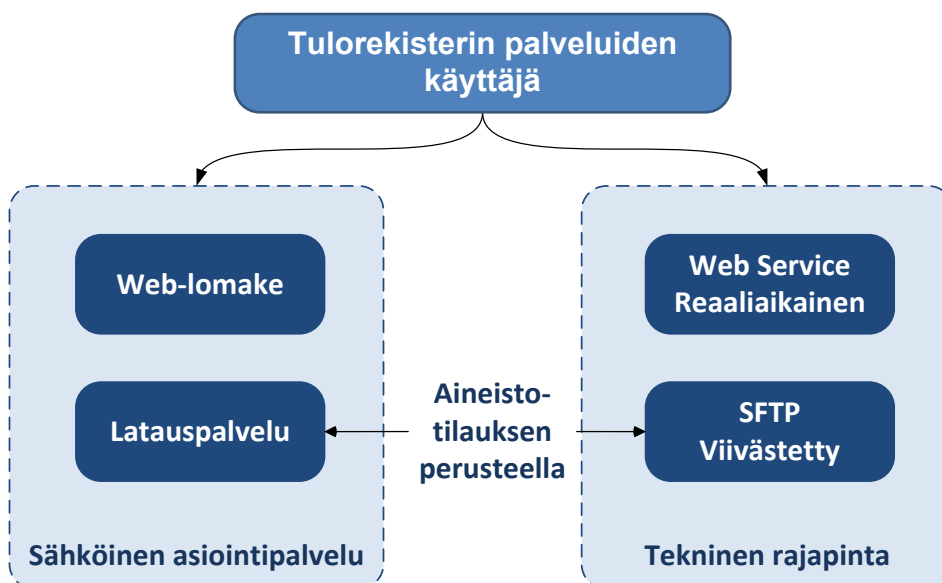 Tulorekisterin palveluiden
käyttäjä
Web-lomake
Latauspalvelu
Sähköinen asiointipalvelu
Aineisto-
tilauksen
perusteella
Web Service
Reaaliaikainen
SFTP
Viivästetty
Tekninen rajapinta